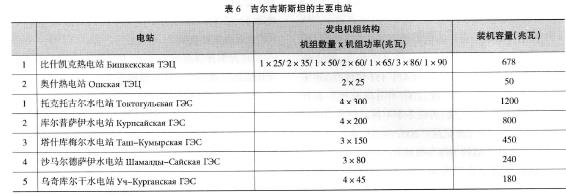 表 6 吉尔吉斯斯坦的主要电站
电站 发电机组结构 机组数量 x 机组功率(兆瓦) 装机容量(兆瓦)
1 比什凯克热电站 Бишкекская ТЭЦ 1×25/2×35/1×50/2×60/1×65/3×86/1×90 678
2 奥什热电站 Ошская ТЭЦ 2×25 50
1 托克托古尔水电站 Токтогульевая ГЭС 4×300 1200
2 库尔普萨伊水电站 Курпсайская ГЭС 4×200 800
3 塔什库梅尔水电站 Таш-Кумырская ГЭС 3×150 450
4 沙马尔德萨伊水电站 Шамалды-Сайская ГЭС 3×80 240
5 乌奇库尔干水电站 Уч-Курганская ГЭС 4×45 180